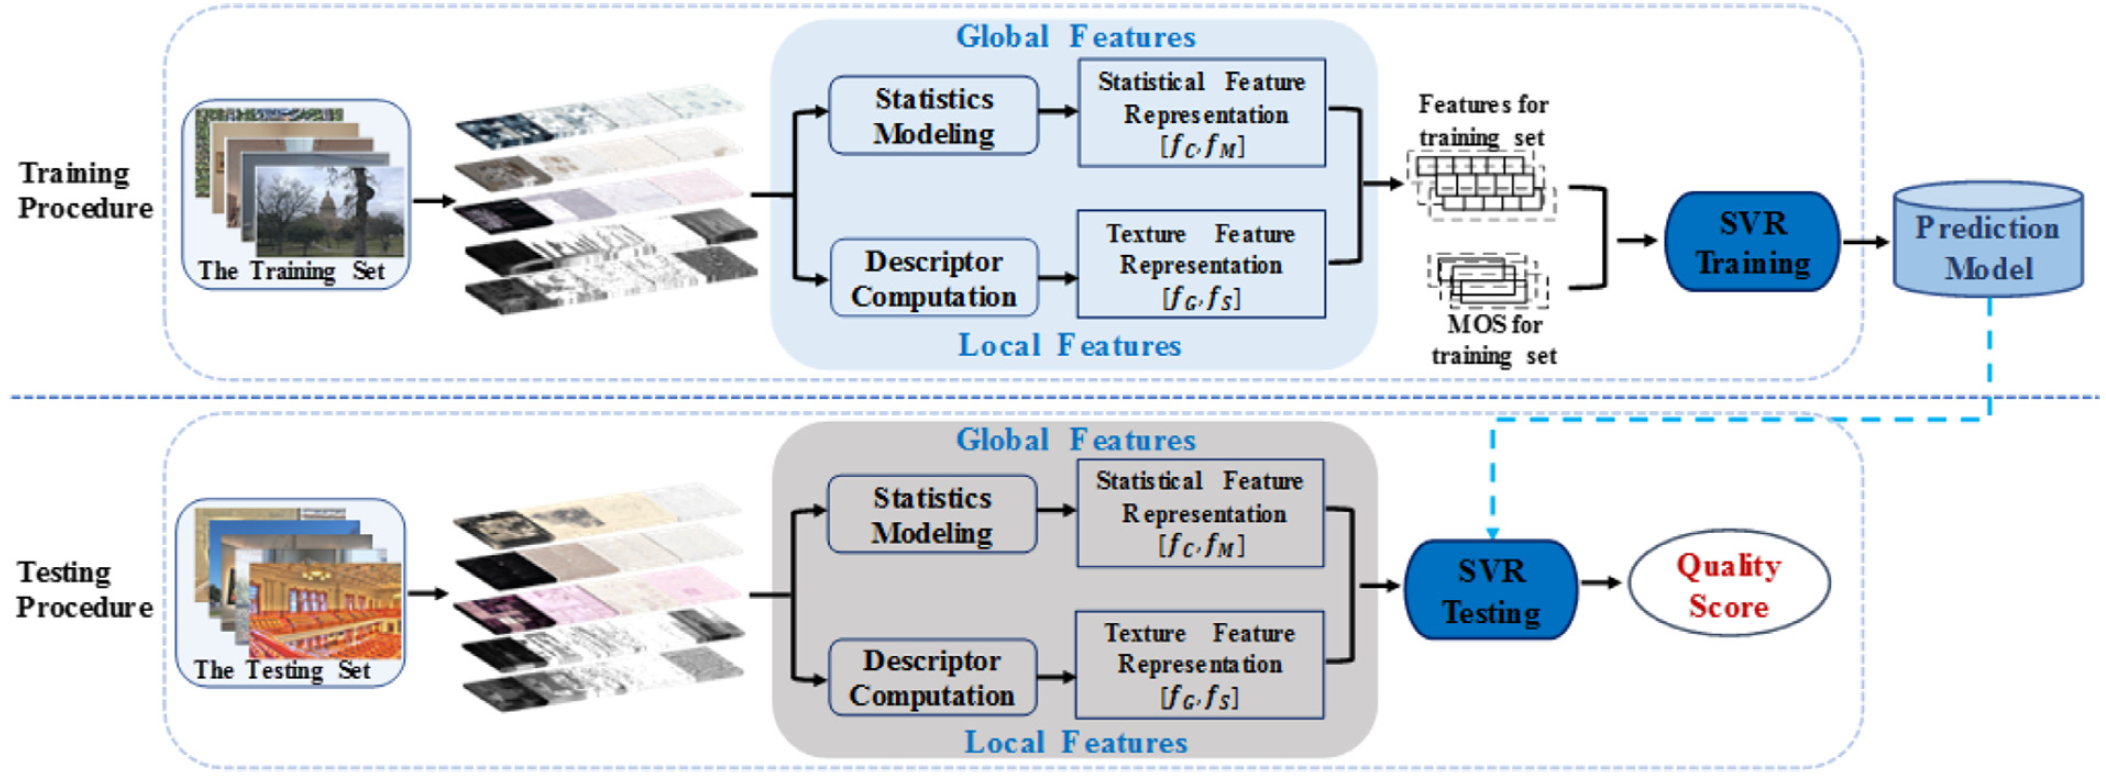 Global Features
Statistics
Modeling
Statistical Feature
Representation
[f_C, f_M]
Features for
training set
Training
Procedure
The Training Set
Descriptor
Computation
Texture Feature
Representation
[f_G, f_S]
Local Features
MOS for
training set
SVR
Training
Prediction
Model
Global Features
Statistics
Modeling
Statistical Feature
Representation
[f_C, f_M]
Testing
Procedure
The Testing Set
Descriptor
Computation
Texture Feature
Representation
[f_G, f_S]
Local Features
SVR
Testing
Quality
Score